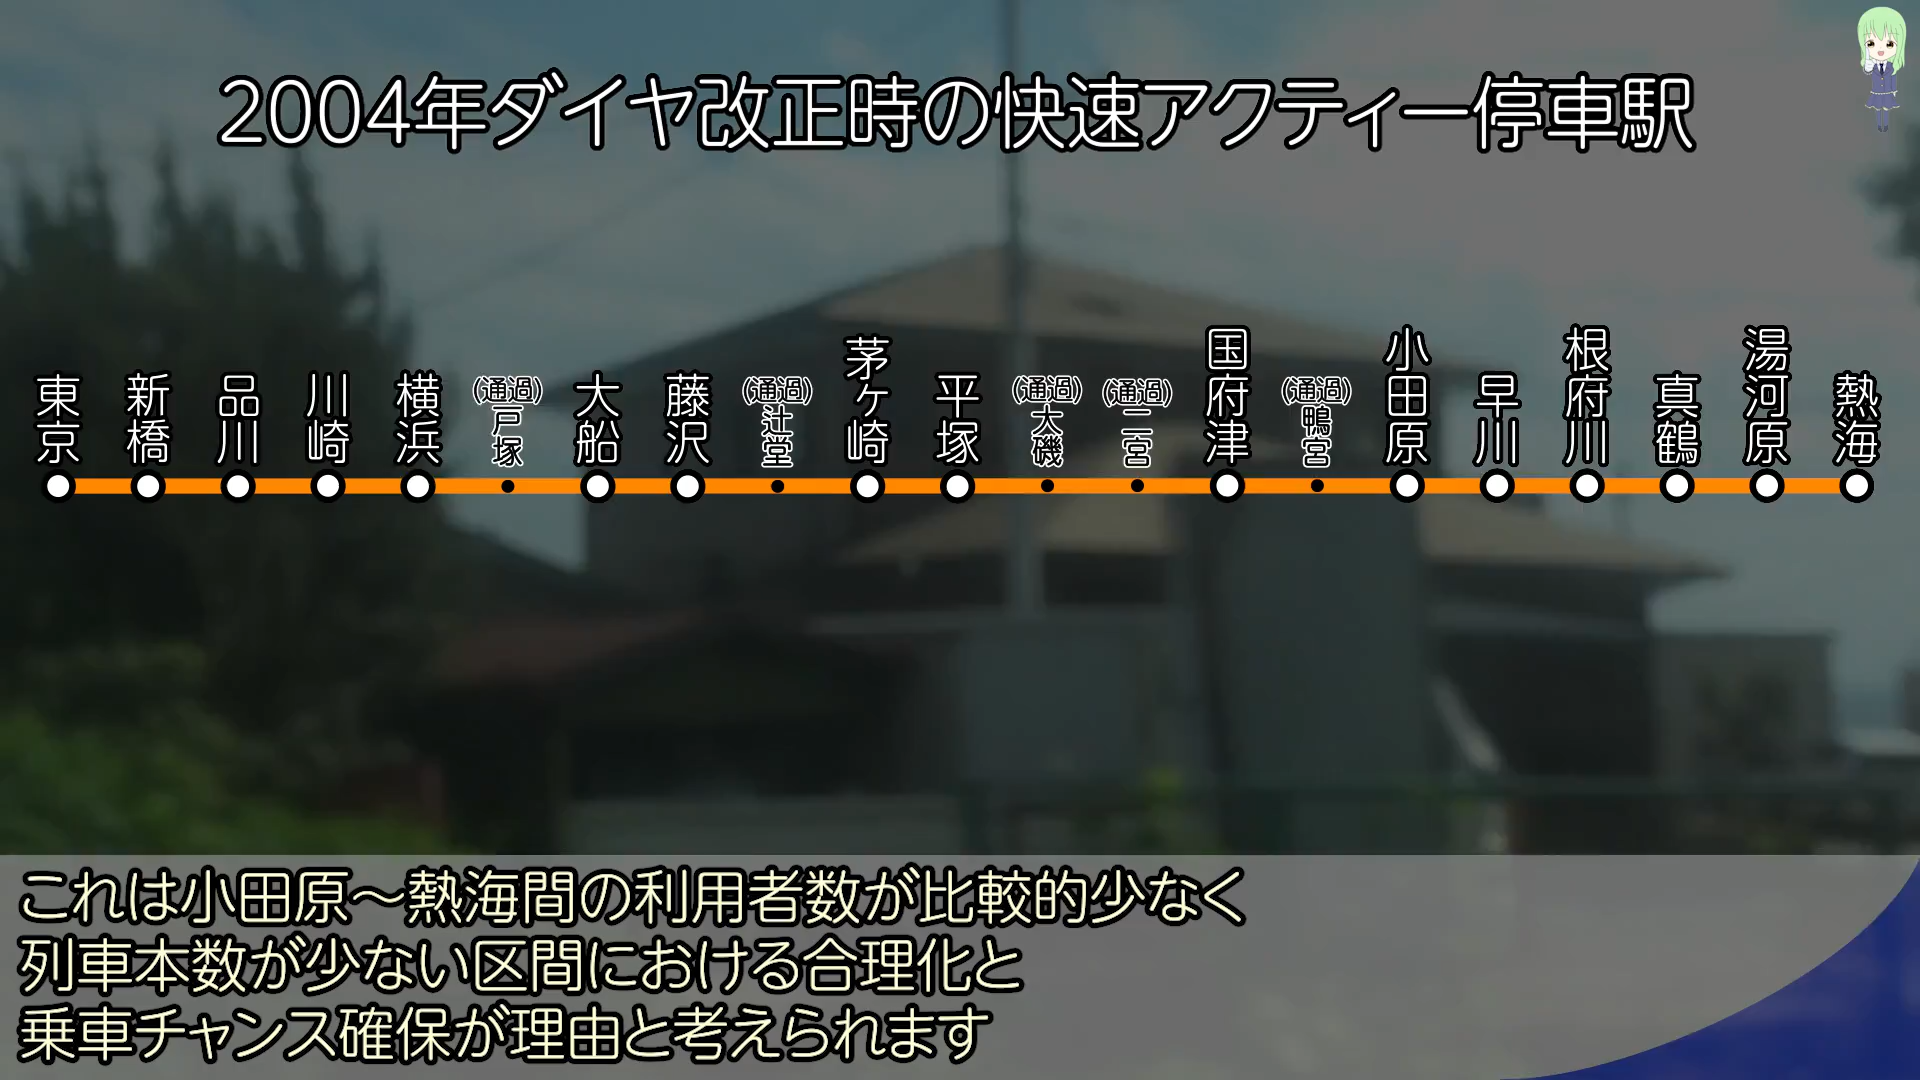 2004年ダイヤ改正時の快速アクティー停車駅
東京
新橋
品川
川崎
横浜
(通過)戸塚
大船
藤沢
(通過)辻堂
茅ヶ崎
平塚
(通過)大磯
(通過)二宮
国府津
(通過)鴨宮
小田原
早川
根府川
真鶴
湯河原
熱海
これは小田原～熱海間の利用者数が比較的少なく
列車本数が少ない区間における合理化と
乗車チャンス確保が理由と考えられます